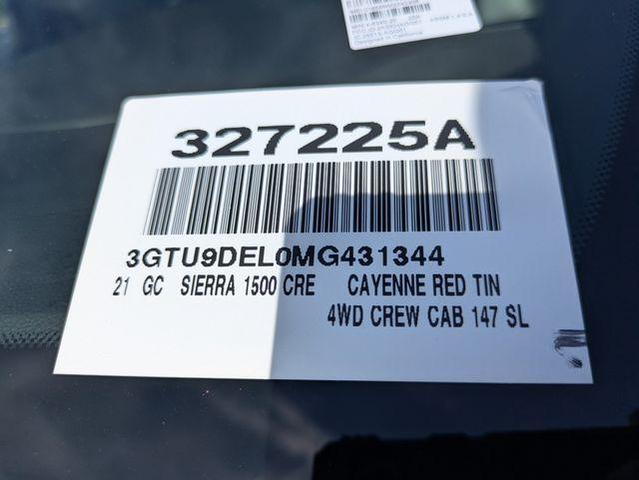 327225A
3GTU9DEL0MG431344
21 GC SIERRA 1500 CRE CAYENNE RED TIN
4WD CREW CAB 147 SL